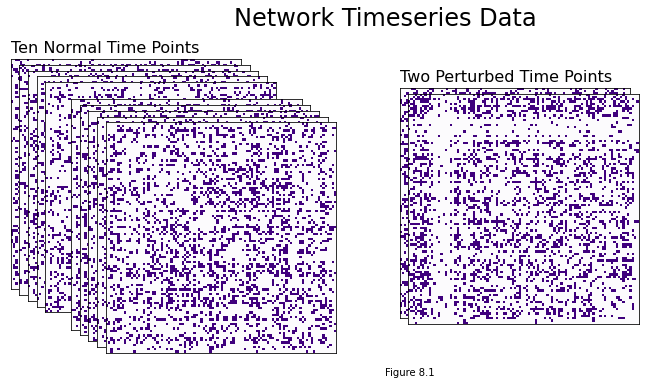 Network Timeseries Data
Ten Normal Time Points
Two Perturbed Time Points
Figure 8.1